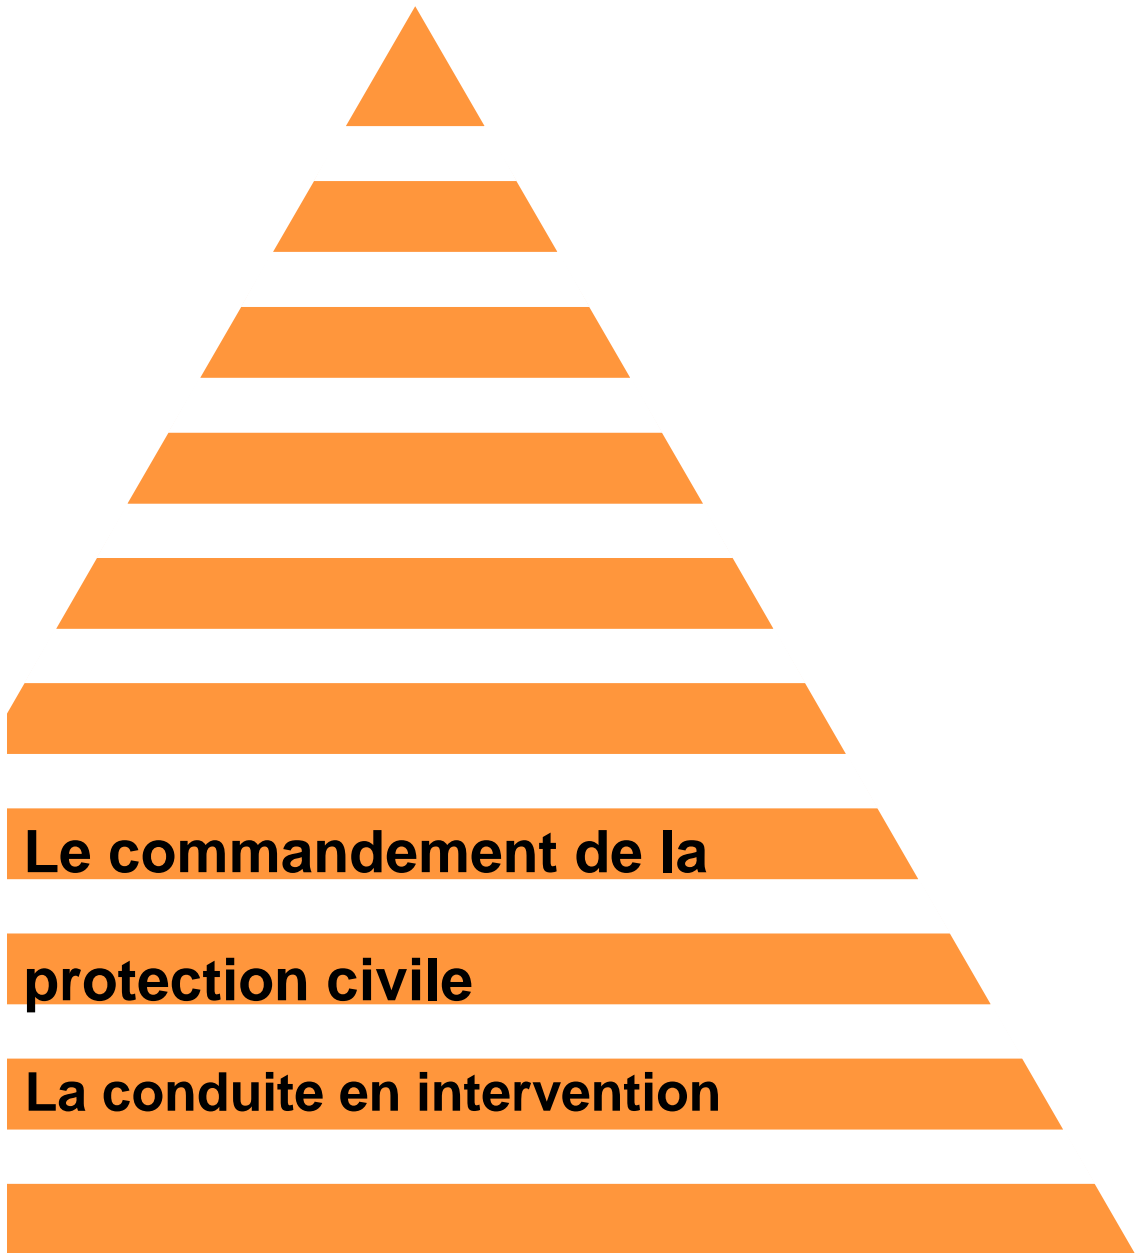 Le commandement de la
protection civile
La conduite en intervention